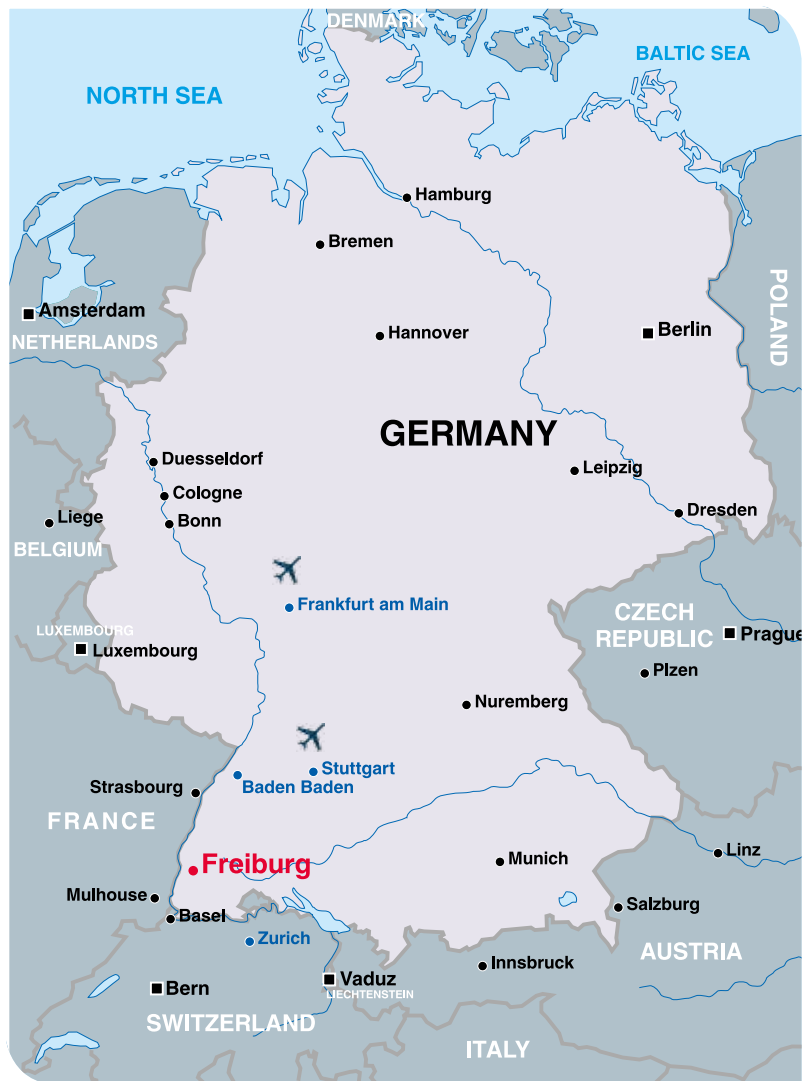 DENMARK
BALTIC SEA
NORTH SEA
Hamburg
Bremen
POLAND
Amsterdam
Berlin
Hannover
NETHERLANDS
GERMANY
Duesseldorf
Leipzig
Cologne
Dresden
Liege
Bonn
BELGIUM
Frankfurt am Main
CZECH
REPUBLIC
LUXEMBOURG
Prague
Luxembourg
Plzen
Nuremberg
Stuttgart
Strasbourg
Baden Baden
FRANCE
Linz
Munich
Freiburg
Mulhouse
Salzburg
Basel
Zurich
AUSTRIA
Innsbruck
Vaduz
Bern
LIECHTENSTEIN
SWITZERLAND
ITALY